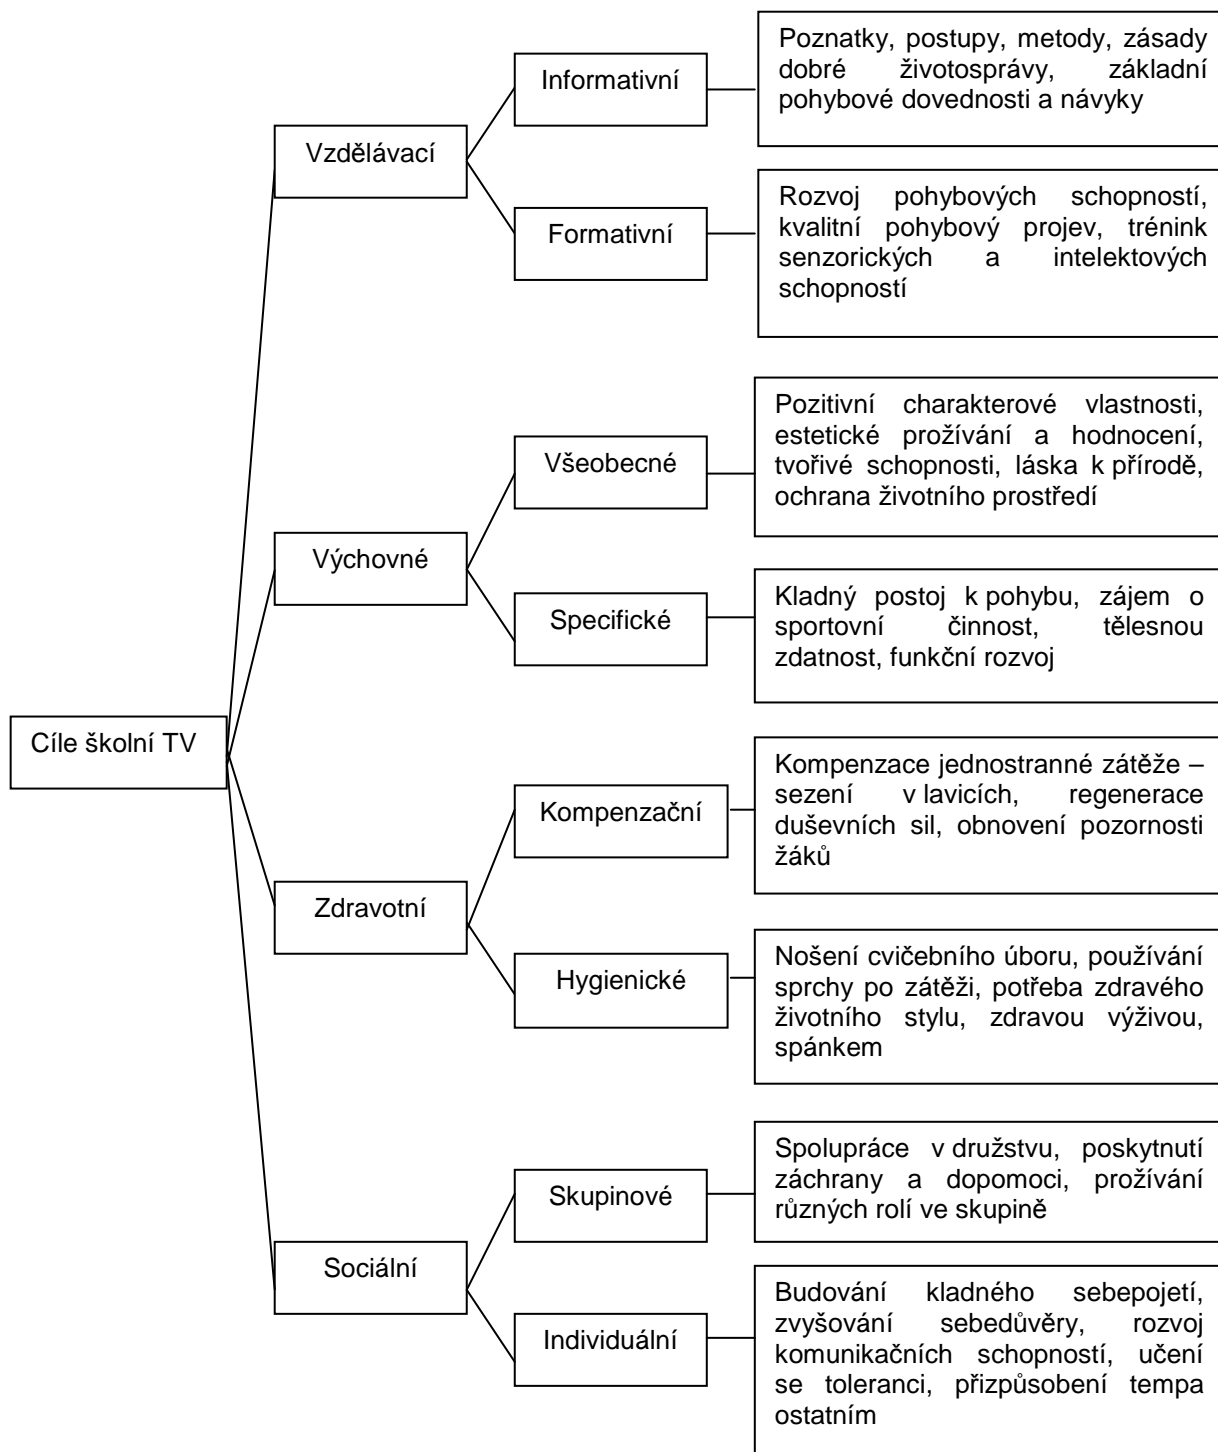 Cíle školní TV
Vzdělávací
Informativní
Poznatky, postupy, metody, zásady
dobré životosprávy, základní
pohybové dovednosti a návyky
Formativní
Rozvoj pohybových schopností,
kvalitní pohybový projev, trénink
senzorických a intelektových
schopností
Výchovné
Všeobecné
Pozitivní charakterové vlastnosti,
estetické prožívání a hodnocení,
tvořivé schopnosti, láska k přírodě,
ochrana životního prostředí
Specifické
Kladný postoj k pohybu, zájem o
sportovní činnost, tělesnou
zdatnost, funkční rozvoj
Zdravotní
Kompenzační
Kompenzace jednostranné zátěže –
sezení v lavicích, regenerace
duševních sil, obnovení pozornosti
žáků
Hygienické
Nošení cvičebního úboru, používání
sprchy po zátěži, potřeba zdravého
životního stylu, zdravou výživou,
spánkem
Sociální
Skupinové
Spolupráce v družstvu, poskytnutí
záchrany a dopomoci, prožívání
různých rolí ve skupině
Individuální
Budování kladného sebepojetí,
zvyšování sebedůvěry, rozvoj
komunikačních schopností, učení
se toleranci, přizpůsobení tempa
ostatním